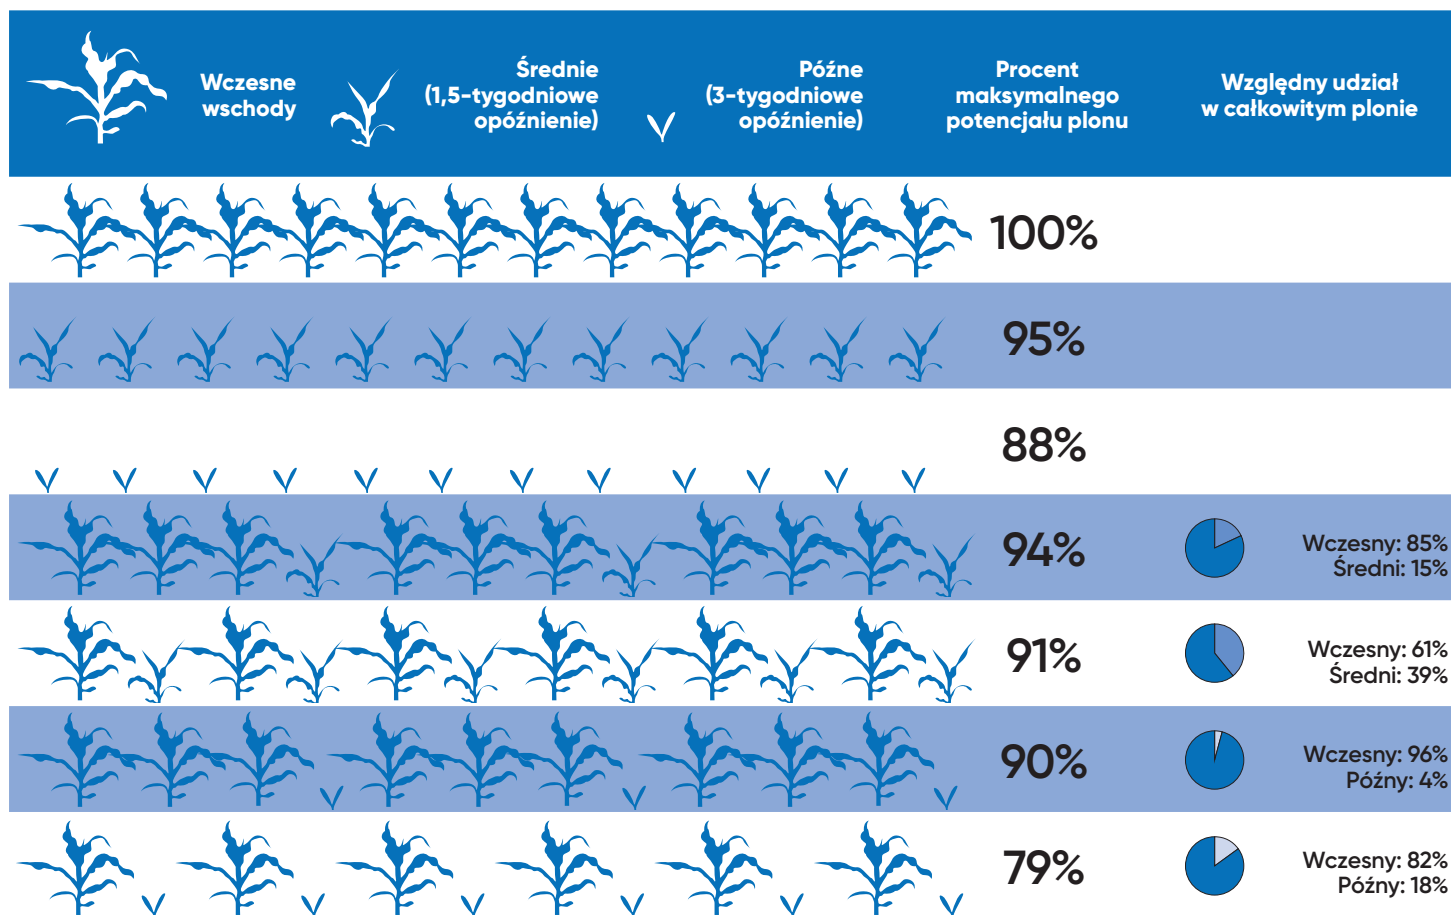 Wczesne
wschody
Średnie
(1,5-tygodniowe
opóźnienie)
Późne
(3-tygodniowe
opóźnienie)
Procent
maksymalnego
potencjału plonu
Względny udział
w całkowitym plonie
100%
95%
88%
94%
Wczesny: 85%
Średni: 15%
91%
Wczesny: 61%
Średni: 39%
90%
Wczesny: 96%
Późny: 4%
79%
Wczesny: 82%
Późny: 18%